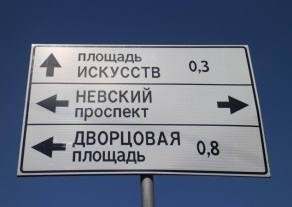 площадь
ИСКУССТВ 0,3
НЕВСКИЙ
проспект
ДВОРЦОВАЯ
площадь 0,8